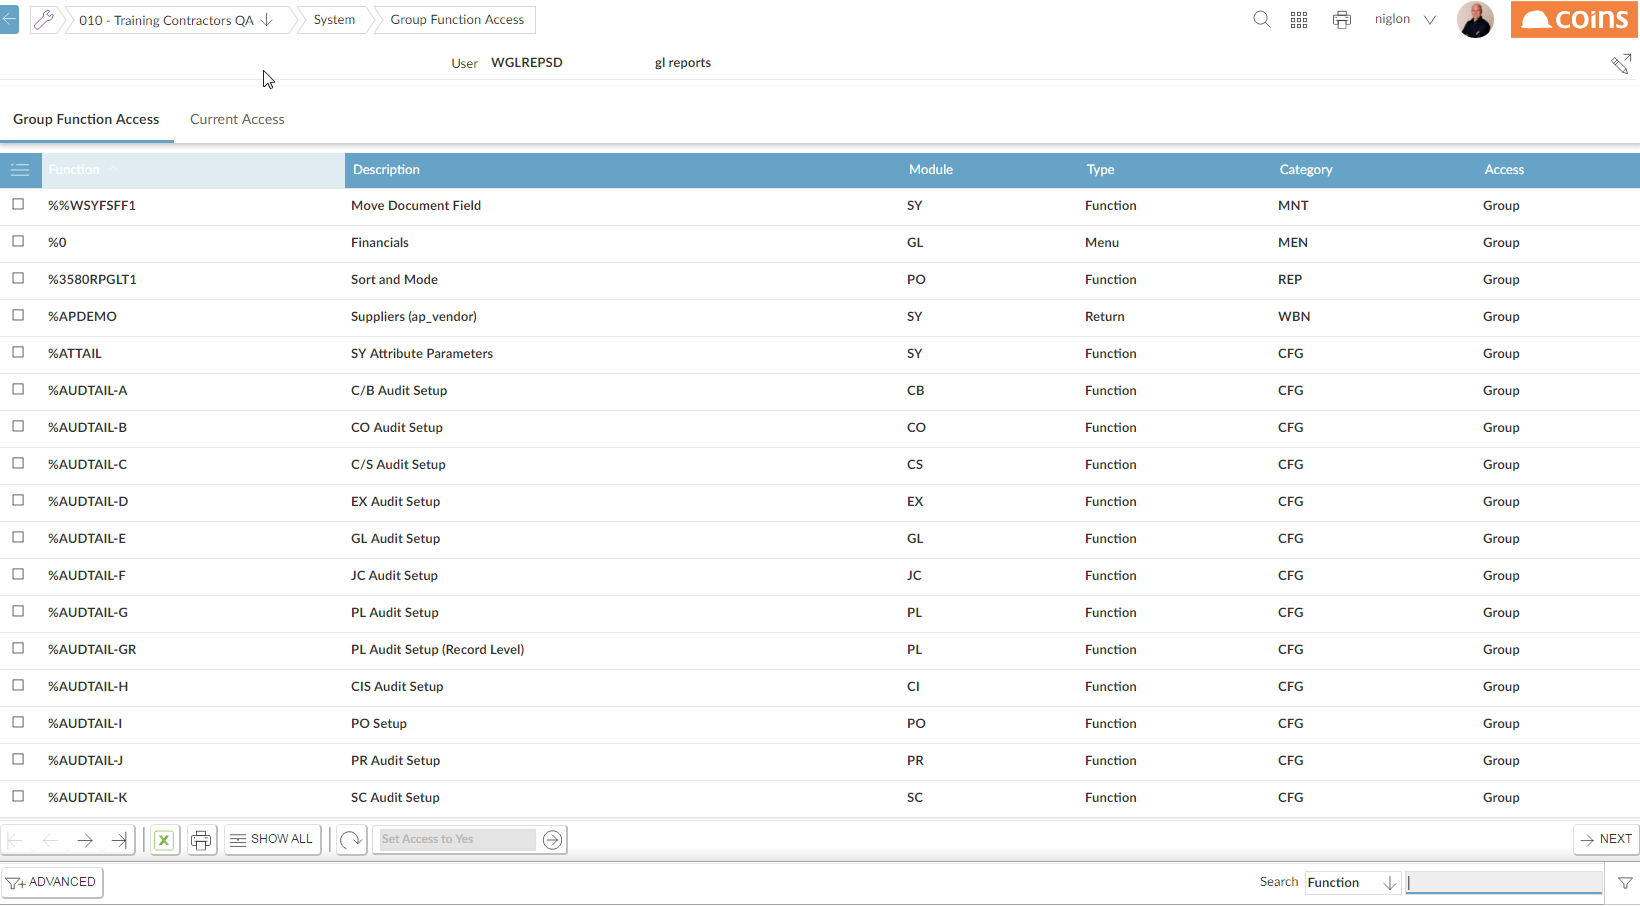 010 - Training Contractors QA System Group Function Access niglon coins
User WGLREPSD gl reports
Group Function Access Current Access
Function Description Module Type Category Access
%%WSYFSFF1 Move Document Field SY Function MNT Group
%0 Financials GL Menu MEN Group
%3580RPGLT1 Sort and Mode PO Function REP Group
%APDEMO Suppliers (ap_vendor) SY Return WBN Group
%ATTAIL SY Attribute Parameters SY Function CFG Group
%AUDTAIL-A C/B Audit Setup CB Function CFG Group
%AUDTAIL-B CO Audit Setup CO Function CFG Group
%AUDTAIL-C C/S Audit Setup CS Function CFG Group
%AUDTAIL-D EX Audit Setup EX Function CFG Group
%AUDTAIL-E GL Audit Setup GL Function CFG Group
%AUDTAIL-F JC Audit Setup JC Function CFG Group
%AUDTAIL-G PL Audit Setup PL Function CFG Group
%AUDTAIL-GR PL Audit Setup (Record Level) PL Function CFG Group
%AUDTAIL-H CIS Audit Setup CI Function CFG Group
%AUDTAIL-I PO Setup PO Function CFG Group
%AUDTAIL-J PR Audit Setup PR Function CFG Group
%AUDTAIL-K SC Audit Setup SC Function CFG Group
SHOW ALL Set Access to Yes NEXT
ADVANCED Search Function